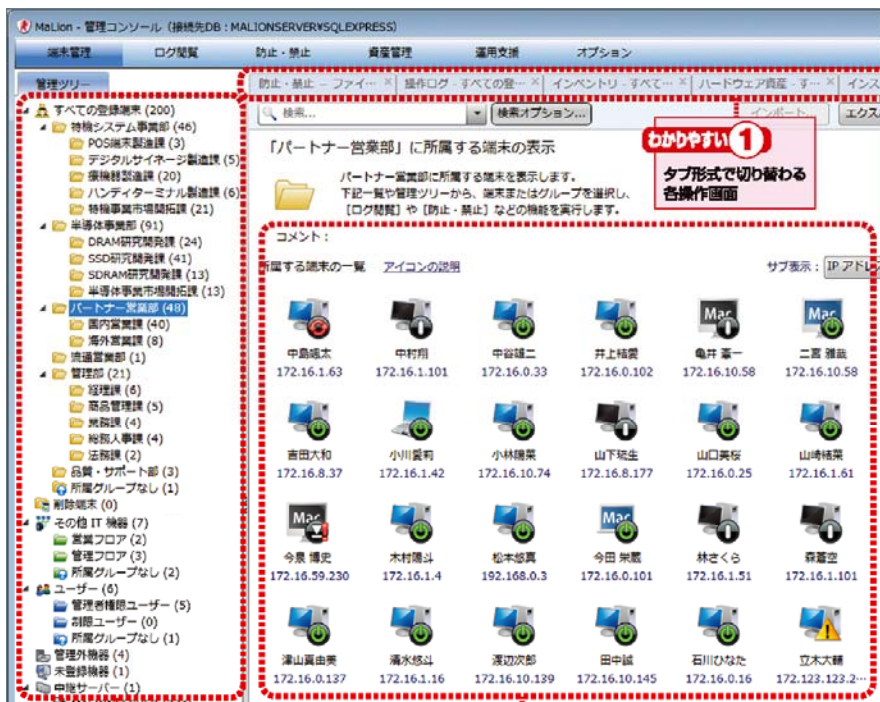 MaLion - 管理コンソール (接続先DB : MALIONSERVER¥SQLEXPRESS)
端末管理 ログ閲覧 防止・禁止 資産管理 運用支援 オプション
管理ツリー
防止・禁止 – ファイ… × 操作ログ - すべての登… × インベントリ - すべて… × ハードウェア資産 - す… × インス
検索... 検索オプション... インポート... エクス
すべての登録端末 (200)
特機システム事業部 (46)
POS端末製造課 (3)
デジタルサイネージ製造課 (5)
療機器製造課 (20)
ハンディターミナル製造課 (6)
特機事業市場開拓課 (21)
半導体事業部 (91)
DRAM研究開発課 (24)
SSD研究開発課 (41)
SDRAM研究開発課 (13)
半導体事業市場開拓課 (13)
パートナー営業部 (48)
国内営業課 (40)
海外営業課 (8)
流通営業部 (1)
管理部 (21)
経理課 (6)
商品管理課 (5)
業務課 (4)
総務人事課 (4)
法務課 (2)
品質・サポート部 (3)
所属グループなし (1)
削除端末 (0)
その他 IT 機器 (7)
営業フロア (2)
管理フロア (3)
所属グループなし (2)
ユーザー (6)
管理者権限ユーザー (5)
制限ユーザー (0)
所属グループなし (1)
管理外機器 (4)
未登録機器 (1)
中継サーバー (1)
「パートナー営業部」に所属する端末の表示
パートナー営業部に所属する端末を表示します。
下記一覧や管理ツリーから、端末またはグループを選択し、
[ログ閲覧] や [防止・禁止] などの機能を実行します。
わかりやすい 1
タブ形式で切り替わる
各操作画面
コメント :
所属する端末の一覧 アイコンの説明 サブ表示 : IP アドレ
Mac Mac
中島颯太 中村翔 中谷雄二 井上結愛 亀井 喜一 二宮 雅哉
172.16.1.63 172.16.1.101 172.16.0.33 172.16.0.102 172.16.10.58 172.16.10.58
吉田大和 小川愛莉 小林陽菜 山下琉生 山口美桜 山崎結菜
172.16.8.37 172.16.1.42 172.16.10.74 172.16.8.177 172.16.0.25 172.16.1.61
Mac Mac
今泉 博史 木村陽斗 松本悠真 今田 栄蔵 林さくら 森蒼空
172.16.59.230 172.16.1.4 192.168.0.3 172.16.0.101 172.16.1.51 172.16.1.101
津山真由美 清水悠斗 渡辺次郎 田中誠 石川ひなた 立木大輔
172.16.0.137 172.16.1.16 172.16.10.139 172.16.10.145 172.16.0.16 172.123.123.2…